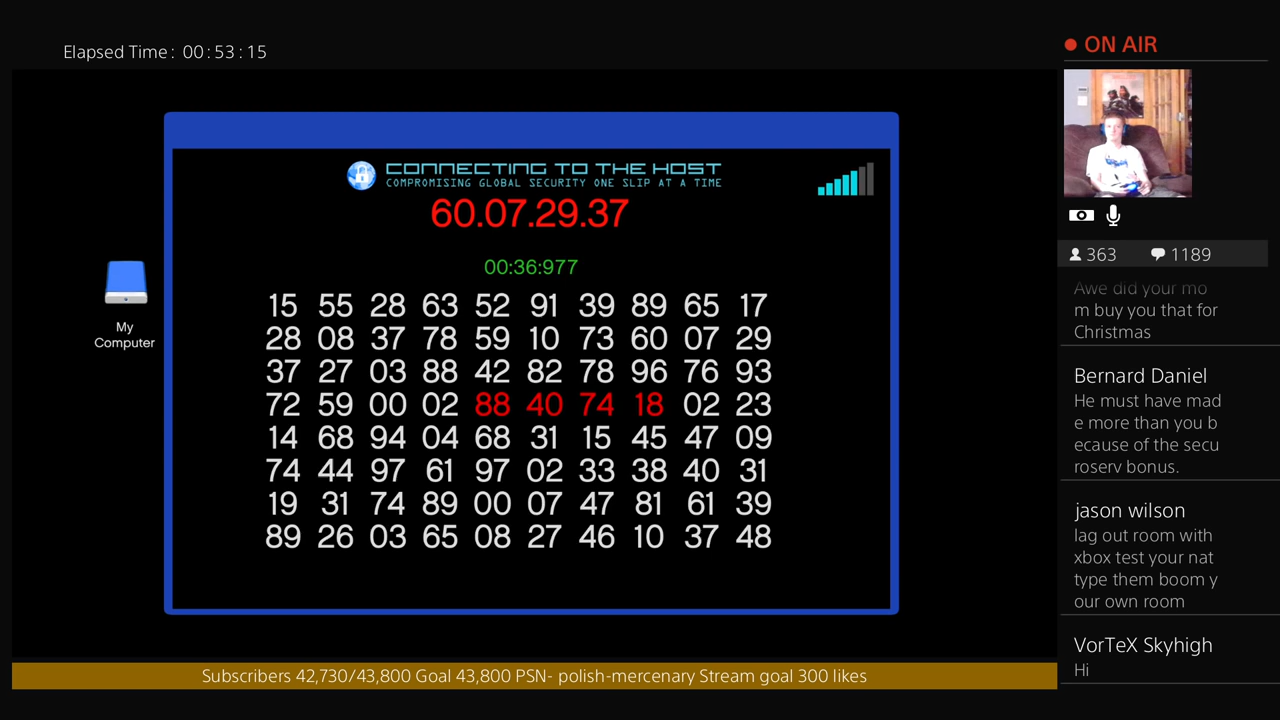 Elapsed Time: 00:53:15
ON AIR
CONNECTING TO THE HOST
COMPROMISING GLOBAL SECURITY ONE SLIP AT A TIME
60.07.29.37
00:36:977
15 55 28 63 52 91 39 89 65 17
28 08 37 78 59 10 73 60 07 29
37 27 03 88 42 82 78 96 76 93
72 59 00 02 88 40 74 18 02 23
14 68 94 04 68 31 15 45 47 09
74 44 97 61 97 02 33 38 40 31
19 31 74 89 00 07 47 81 61 39
89 26 03 65 08 27 46 10 37 48
My
Computer
363 1189
Awe did your mo
m buy you that for
Christmas
Bernard Daniel
He must have mad
e more than you b
ecause of the secu
roserv bonus.
jason wilson
lag out room with
xbox test your nat
type them boom y
our own room
VorTeX Skyhigh
Hi
Subscribers 42,730/43,800 Goal 43,800 PSN- polish-mercenary Stream goal 300 likes